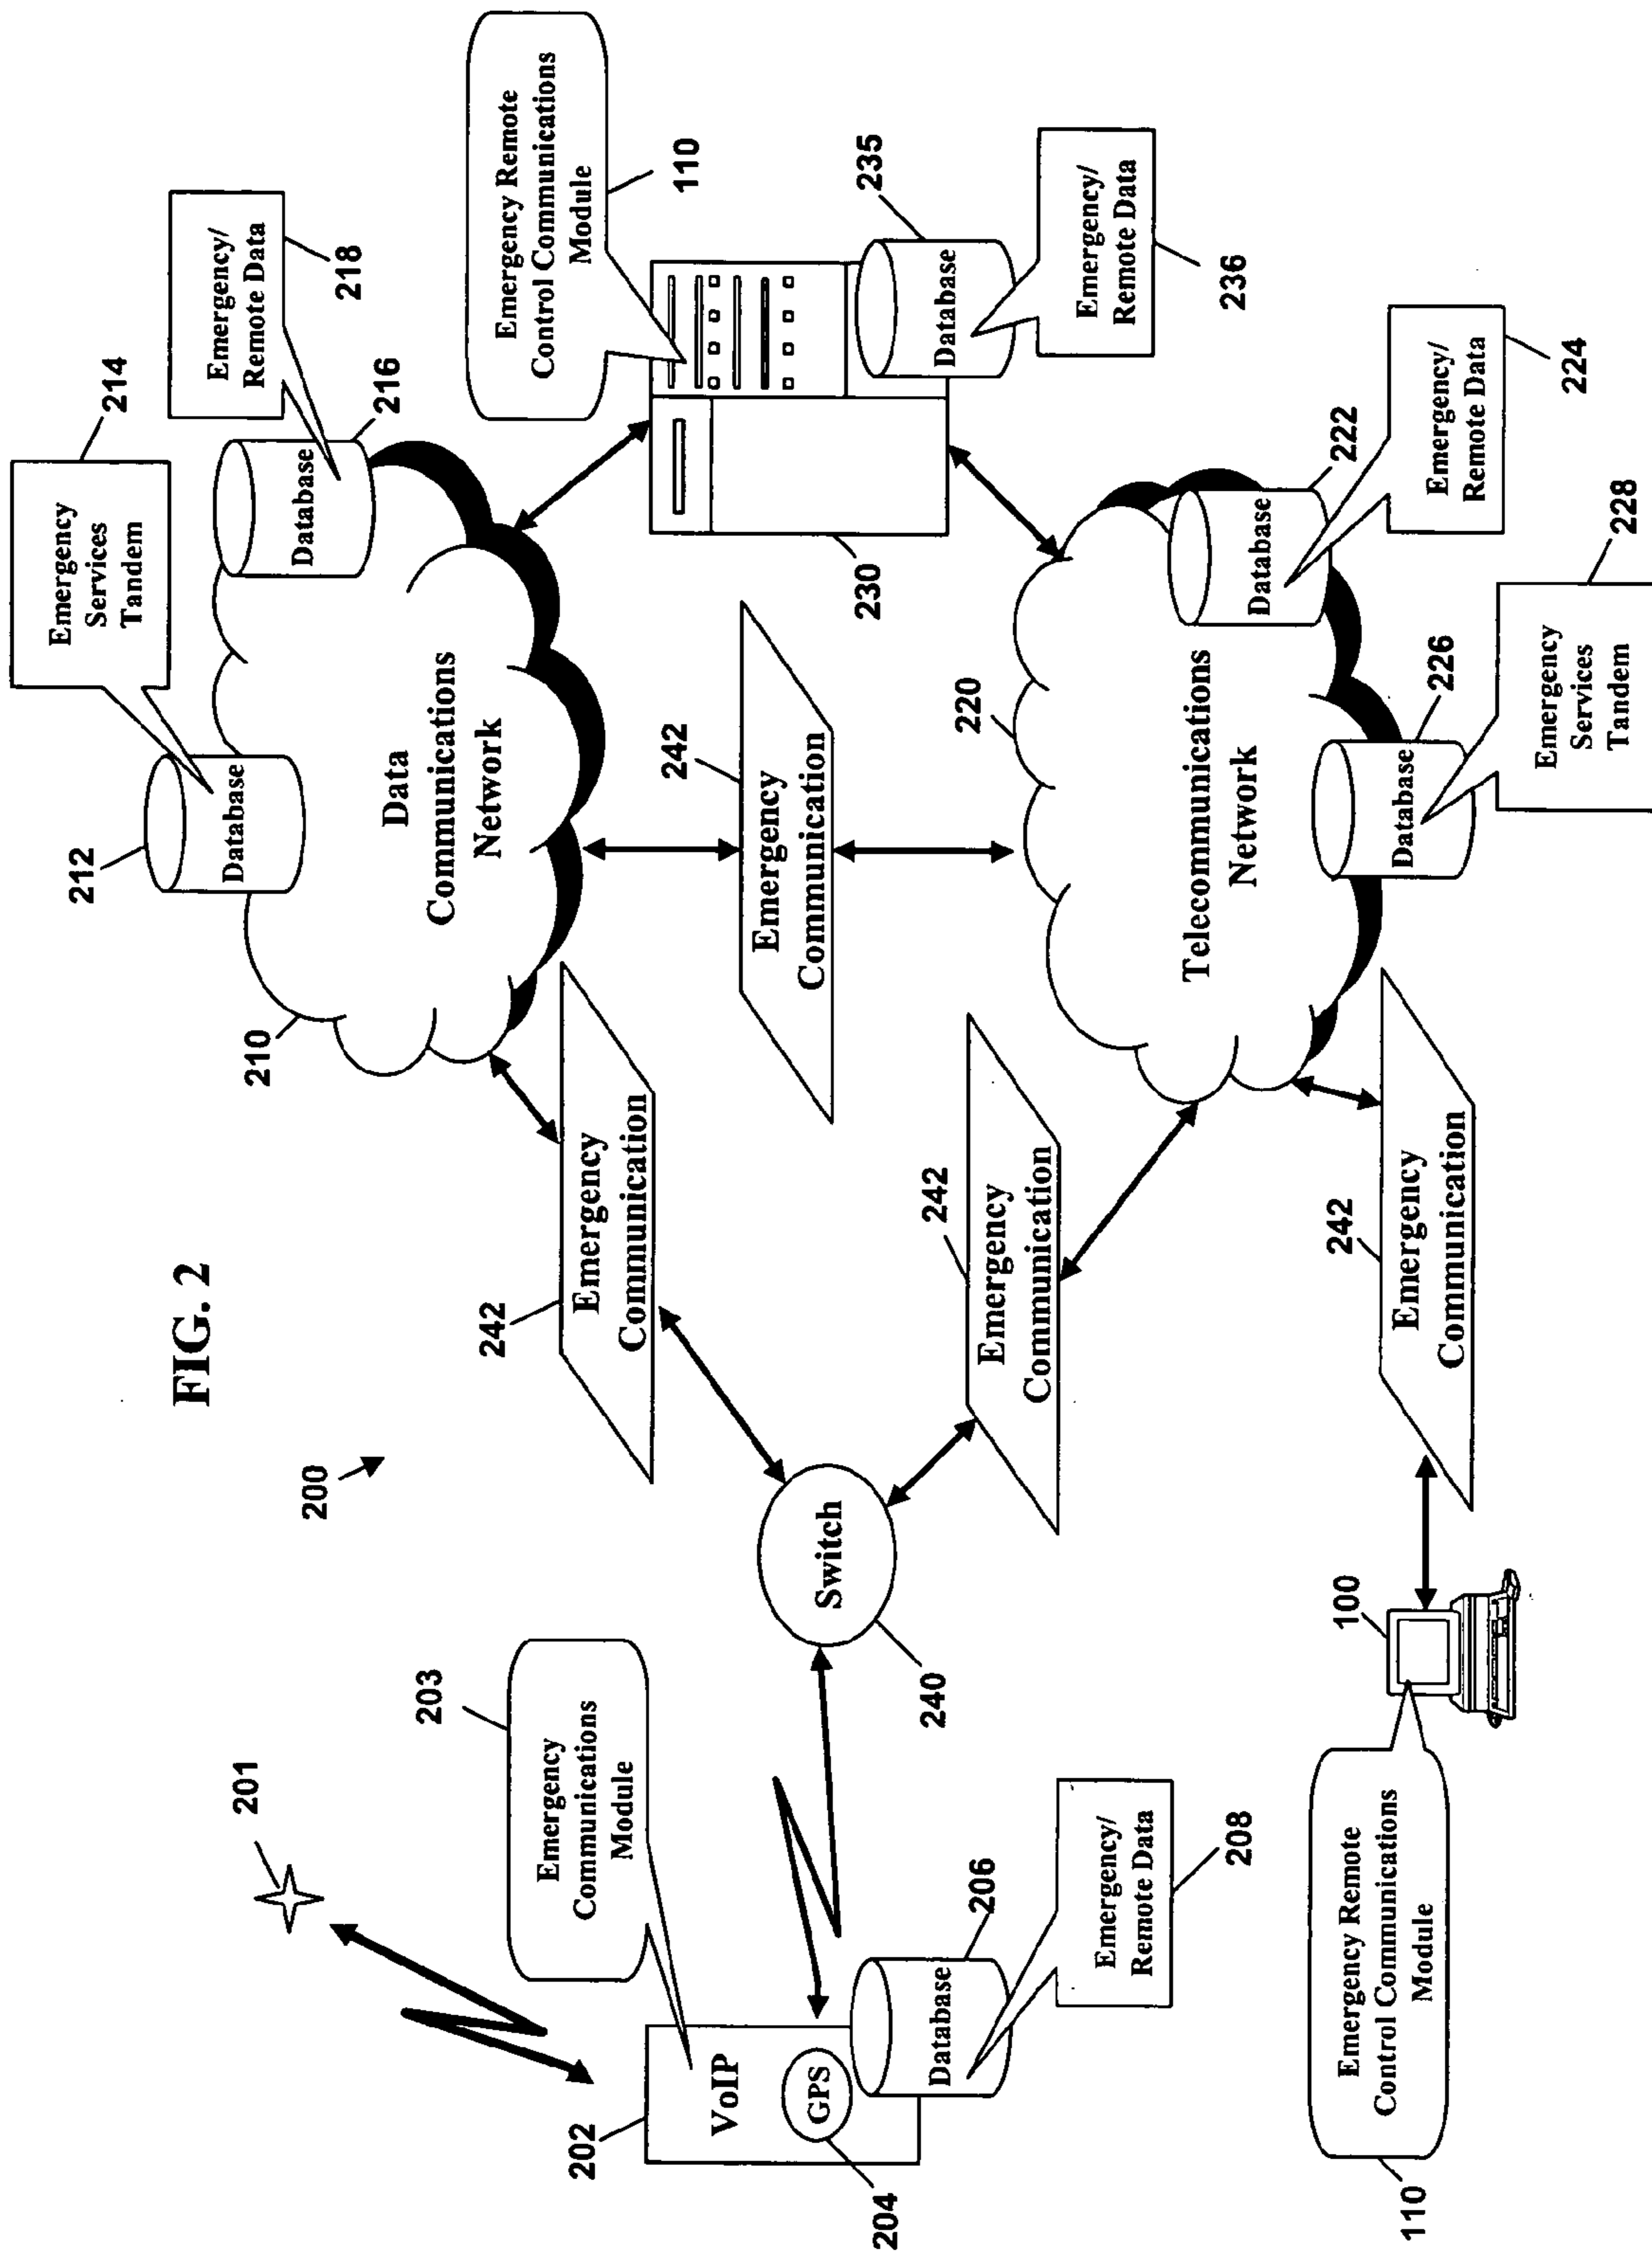 FIG. 2
200
201
202
VoIP
203
Emergency
Communications
Module
GPS
204
Database
206
Emergency/
Remote Data
208
Switch
240
242
Emergency
Communication
210
Data
Communications
Network
212
Database
Emergency
Services
Tandem
214
Database
216
Emergency/
Remote Data
218
242
Emergency
Communication
Emergency Remote
Control Communications
Module
110
230
Database
235
Emergency/
Remote Data
236
242
Emergency
Communication
220
Telecommunications
Network
Database
222
Emergency/
Remote Data
224
Database
226
Emergency
Services
Tandem
228
242
Emergency
Communication
100
Emergency Remote
Control Communications
Module
110